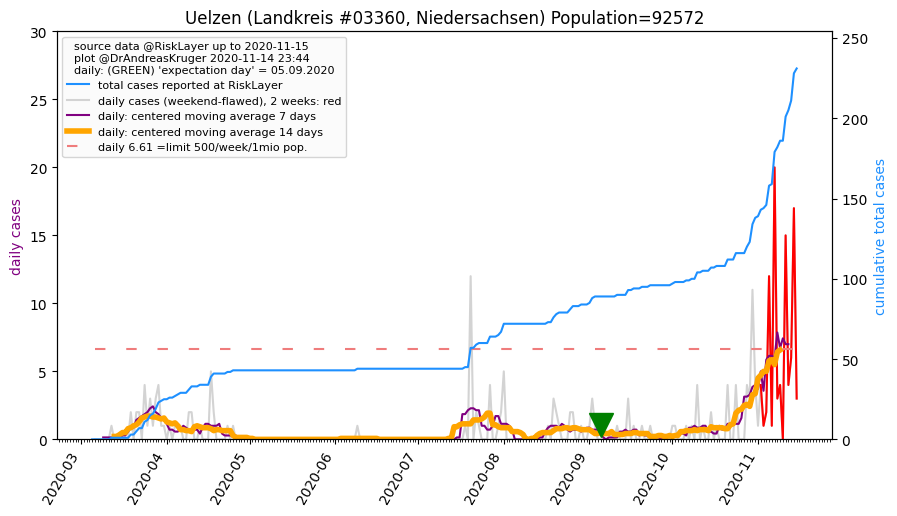 Uelzen (Landkreis #03360, Niedersachsen) Population=92572
source data @RiskLayer up to 2020-11-15
plot @DrAndreasKruger 2020-11-14 23:44
daily: (GREEN) 'expectation day' = 05.09.2020
total cases reported at RiskLayer
daily cases (weekend-flawed), 2 weeks: red
daily: centered moving average 7 days
daily: centered moving average 14 days
daily 6.61 =limit 500/week/1mio pop.
daily cases
30
25
20
15
10
5
0
cumulative total cases
250
200
150
100
50
0
2020-03
2020-04
2020-05
2020-06
2020-07
2020-08
2020-09
2020-10
2020-11